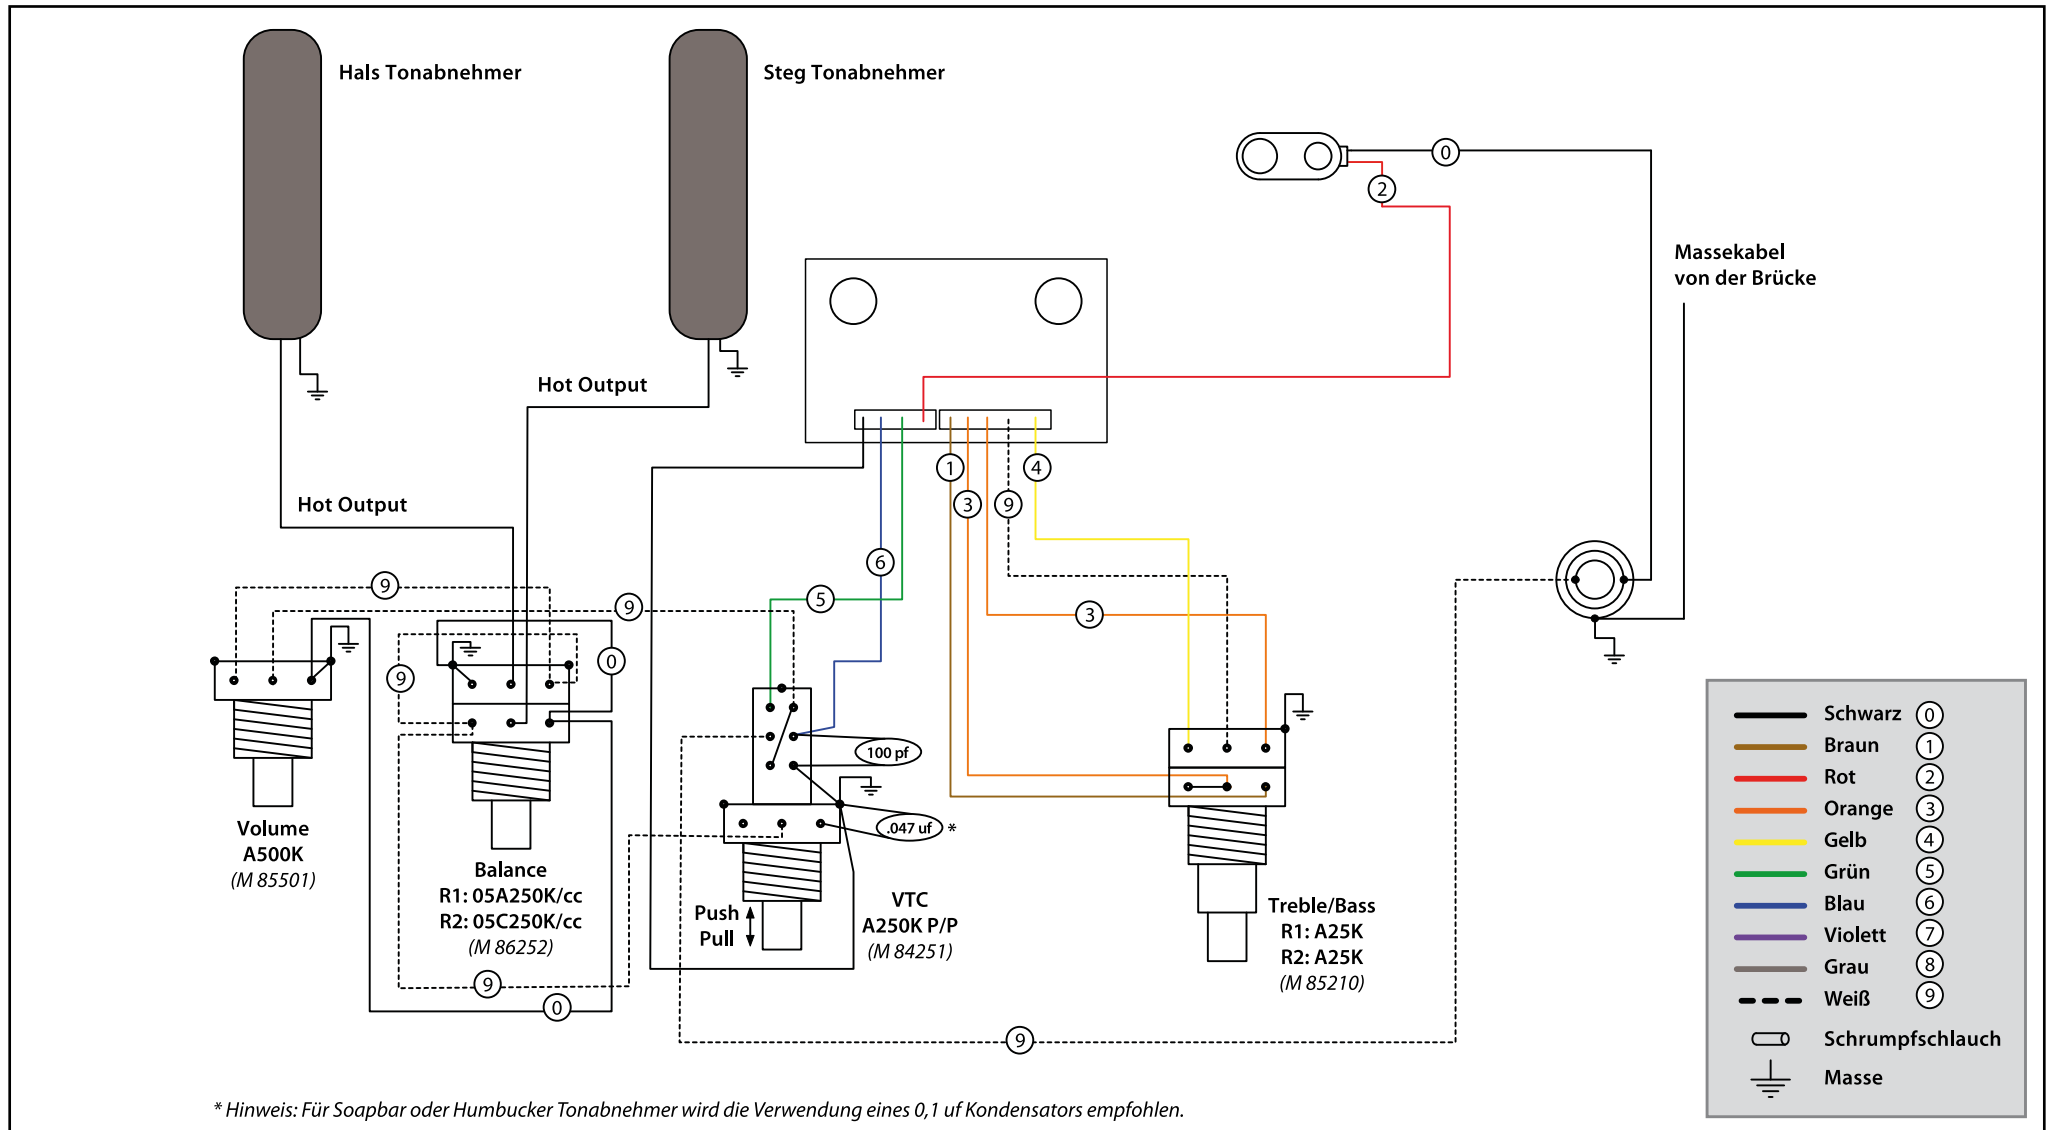 Hals Tonabnehmer
Steg Tonabnehmer
0
2
Massekabel
von der Brücke
Hot Output
Hot Output
1
4
3
9
6
5
3
9
9
0
9
100 pf
.047 uf *
Volume
A500K
(M 85501)
Balance
R1: 05A250K/cc
R2: 05C250K/cc
(M 86252)
Push
Pull
VTC
A250K P/P
(M 84251)
Treble/Bass
R1: A25K
R2: A25K
(M 85210)
9
0
9
Schwarz 0
Braun 1
Rot 2
Orange 3
Gelb 4
Grün 5
Blau 6
Violett 7
Grau 8
Weiß 9
Schrumpfschlauch
Masse
* Hinweis: Für Soapbar oder Humbucker Tonabnehmer wird die Verwendung eines 0,1 uf Kondensators empfohlen.